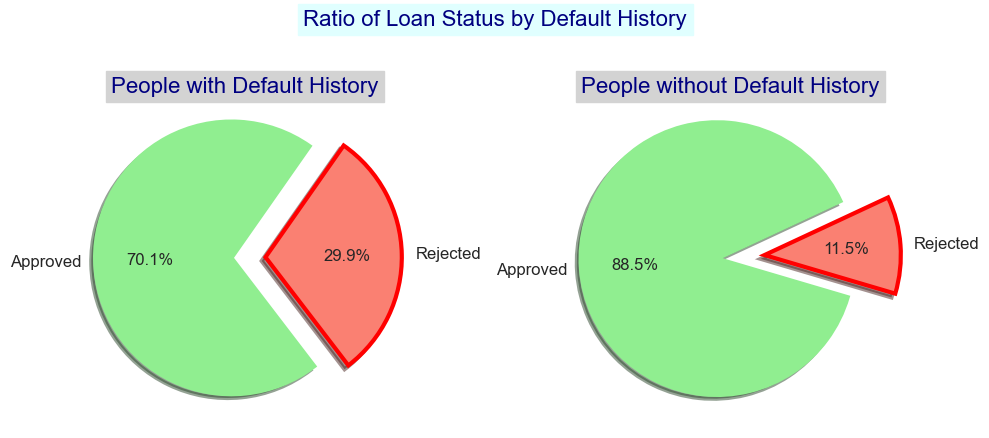 Ratio of Loan Status by Default History
People with Default History
Approved
70.1%
29.9%
Rejected
People without Default History
Approved
88.5%
11.5%
Rejected